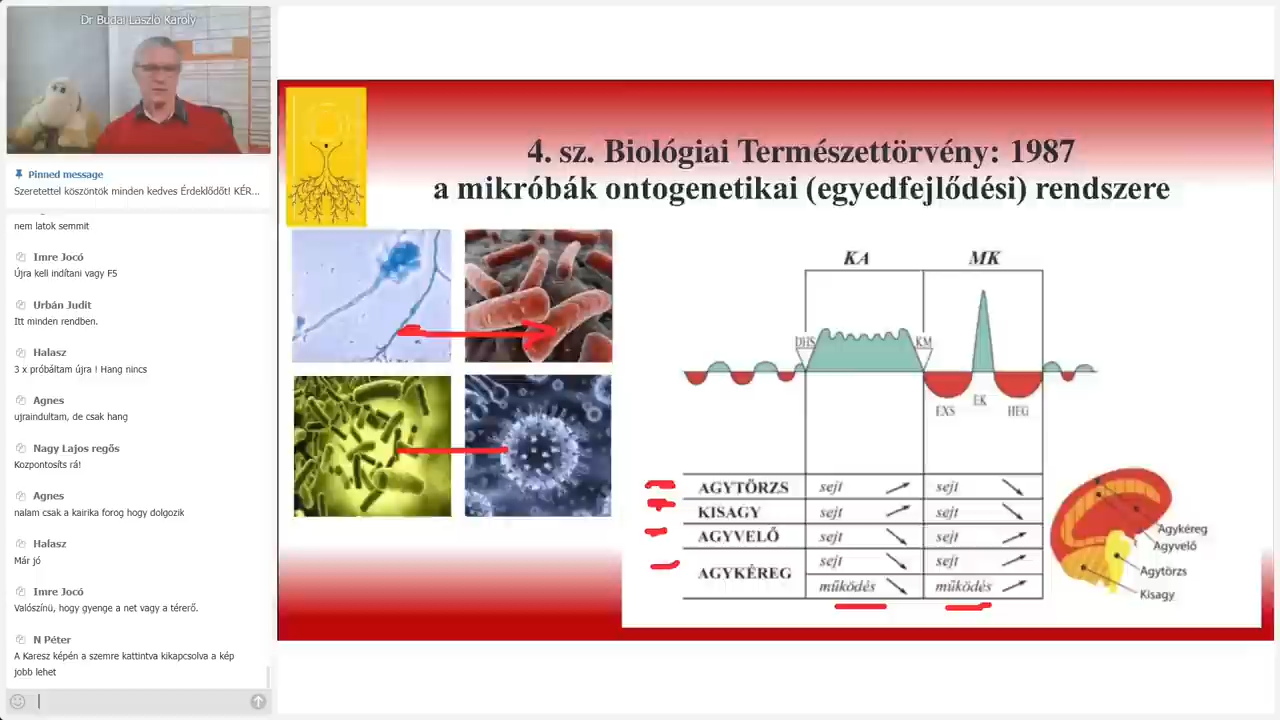 Dr Budai László Károly
Pinned message
Szeretettel köszöntök minden kedves Érdeklődőt! KÉR...
nem latok semmit
Imre Jocó
Újra kell indítani vagy F5
Urbán Judit
Itt minden rendben.
Halasz
3 x próbáltam újra ! Hang nincs
Agnes
ujraindultam, de csak hang
Nagy Lajos regős
Kozpontosíts rá!
Agnes
nalam csak a kairika forog hogy dolgozik
Halasz
Már jó
Imre Jocó
Valószínü, hogy gyenge a net vagy a térerő.
N Péter
A Karesz képén a szemre kattintva kikapcsolva a kép
jobb lehet
4. sz. Biológiai Természettörvény: 1987
a mikróbák ontogenetikai (egyedfejlődési) rendszere
KA MK
DHS KM
EXS EK HEG
AGYTÖRZS sejt sejt
KISAGY sejt sejt
AGYVELŐ sejt sejt
AGYKÉREG sejt sejt
működés működés
Agykéreg
Agyvelő
Agytörzs
Kisagy